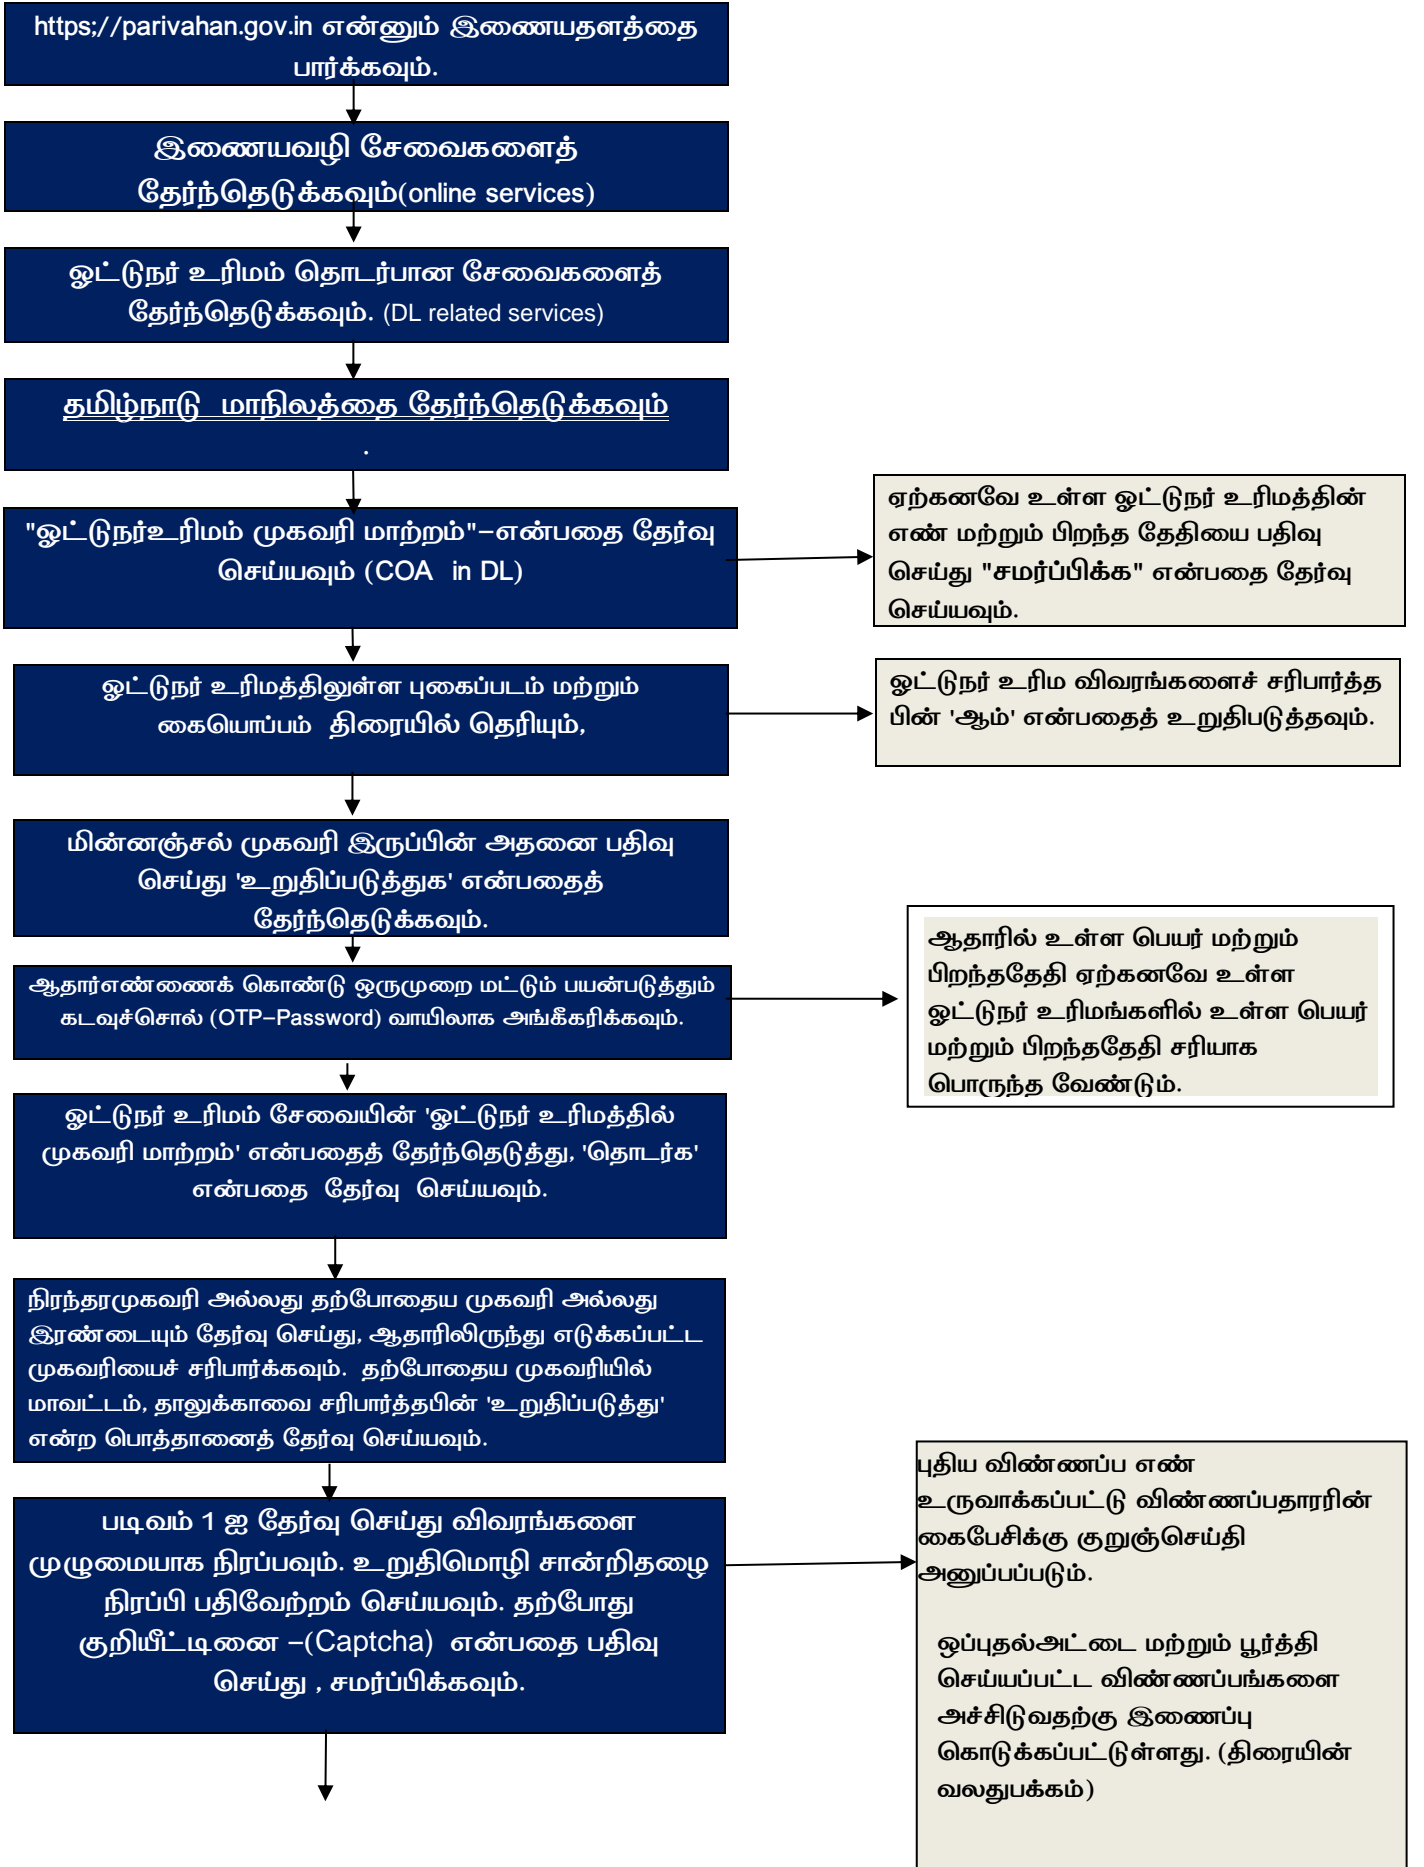 https;//parivahan.gov.in என்னும் இணையதளத்தை
பார்க்கவும்.
இணையவழி சேவைகளைத்
தேர்ந்தெடுக்கவும்(online services)
ஓட்டுநர் உரிமம் தொடர்பான சேவைகளைத்
தேர்ந்தெடுக்கவும். (DL related services)
தமிழ்நாடு மாநிலத்தை தேர்ந்தெடுக்கவும்
.
"ஓட்டுநர்உரிமம் முகவரி மாற்றம்"–என்பதை தேர்வு
செய்யவும் (COA in DL)
ஏற்கனவே உள்ள ஓட்டுநர் உரிமத்தின்
எண் மற்றும் பிறந்த தேதியை பதிவு
செய்து "சமர்ப்பிக்க" என்பதை தேர்வு
செய்யவும்.
ஓட்டுநர் உரிமத்திலுள்ள புகைப்படம் மற்றும்
கையொப்பம் திரையில் தெரியும்,
ஓட்டுநர் உரிம விவரங்களைச் சரிபார்த்த
பின் 'ஆம்' என்பதைத் உறுதிபடுத்தவும்.
மின்னஞ்சல் முகவரி இருப்பின் அதனை பதிவு
செய்து 'உறுதிப்படுத்துக' என்பதைத்
தேர்ந்தெடுக்கவும்.
ஆதார்எண்ணைக் கொண்டு ஒருமுறை மட்டும் பயன்படுத்தும்
கடவுச்சொல் (OTP–Password) வாயிலாக அங்கீகரிக்கவும்.
ஆதாரில் உள்ள பெயர் மற்றும்
பிறந்ததேதி ஏற்கனவே உள்ள
ஓட்டுநர் உரிமங்களில் உள்ள பெயர்
மற்றும் பிறந்ததேதி சரியாக
பொருந்த வேண்டும்.
ஓட்டுநர் உரிமம் சேவையின் 'ஓட்டுநர் உரிமத்தில்
முகவரி மாற்றம்' என்பதைத் தேர்ந்தெடுத்து, 'தொடர்க'
என்பதை தேர்வு செய்யவும்.
நிரந்தரமுகவரி அல்லது தற்போதைய முகவரி அல்லது
இரண்டையும் தேர்வு செய்து, ஆதாரிலிருந்து எடுக்கப்பட்ட
முகவரியைச் சரிபார்க்கவும். தற்போதைய முகவரியில்
மாவட்டம், தாலுக்காவை சரிபார்த்தபின் 'உறுதிப்படுத்து'
என்ற பொத்தானைத் தேர்வு செய்யவும்.
படிவம் 1 ஐ தேர்வு செய்து விவரங்களை
முழுமையாக நிரப்பவும். உறுதிமொழி சான்றிதழை
நிரப்பி பதிவேற்றம் செய்யவும். தற்போது
குறியீட்டினை –(Captcha) என்பதை பதிவு
செய்து , சமர்ப்பிக்கவும்.
புதிய விண்ணப்ப எண்
உருவாக்கப்பட்டு விண்ணப்பதாரரின்
கைபேசிக்கு குறுஞ்செய்தி
அனுப்பப்படும்.
ஒப்புதல்அட்டை மற்றும் பூர்த்தி
செய்யப்பட்ட விண்ணப்பங்களை
அச்சிடுவதற்கு இணைப்பு
கொடுக்கப்பட்டுள்ளது. (திரையின்
வலதுபக்கம்)